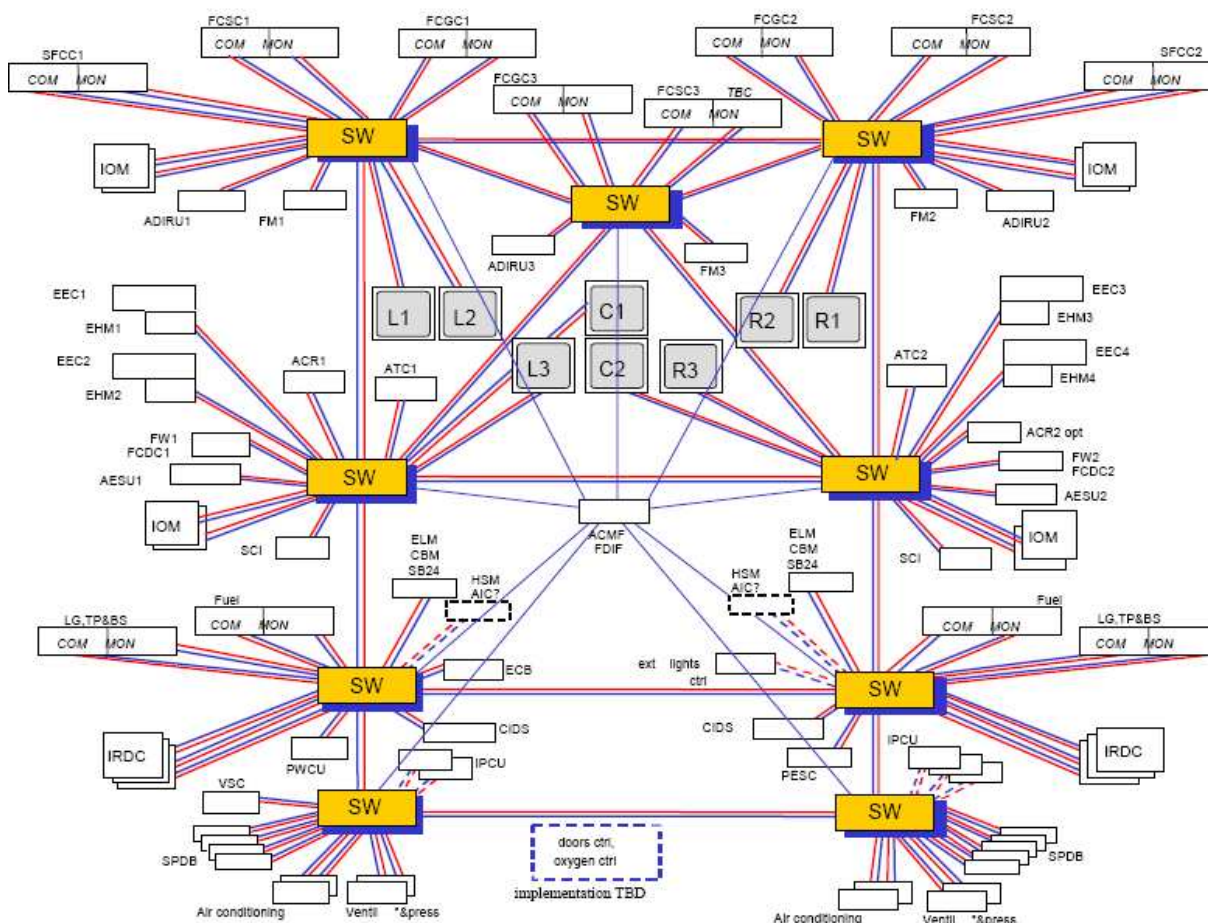 FCSC1
FCGC1
FCGC2
FCSC2
COM MON
COM MON
COM MON
COM MON
SFCC1
SFCC2
COM MON
COM MON
FCGC3
COM MON
FCSC3 TBC
COM MON
SW
SW
SW
IOM
IOM
ADIRU1
FM1
FM2
ADIRU2
ADIRU3
FM3
EEC1
EHM1
EEC2
EHM2
ACR1
ATC1
L1
L2
L3
C1
C2
R3
R2
R1
ATC2
EEC3
EHM3
EEC4
EHM4
FW1
FCDC1
AESU1
IOM
SCI
SW
SW
ACR2 opt
FW2
FCDC2
AESU2
IOM
SCI
ACMF
FDIF
ELM
CBM
SB24
HSM
AIC?
HSM
AIC?
ELM
CBM
SB24
LG,TP&BS
COM MON
Fuel
COM MON
Fuel
COM MON
LG,TP&BS
COM MON
SW
ECB
ext lights
ctrl
SW
CIDS
CIDS
IRDC
PWCU
IPCU
PESC
IPCU
IRDC
VSC
SW
SW
SPDB
SPDB
doors ctrl,
oxygen ctrl
implementation TBD
Air conditioning
Ventil °&press
Air conditioning
Ventil °&press